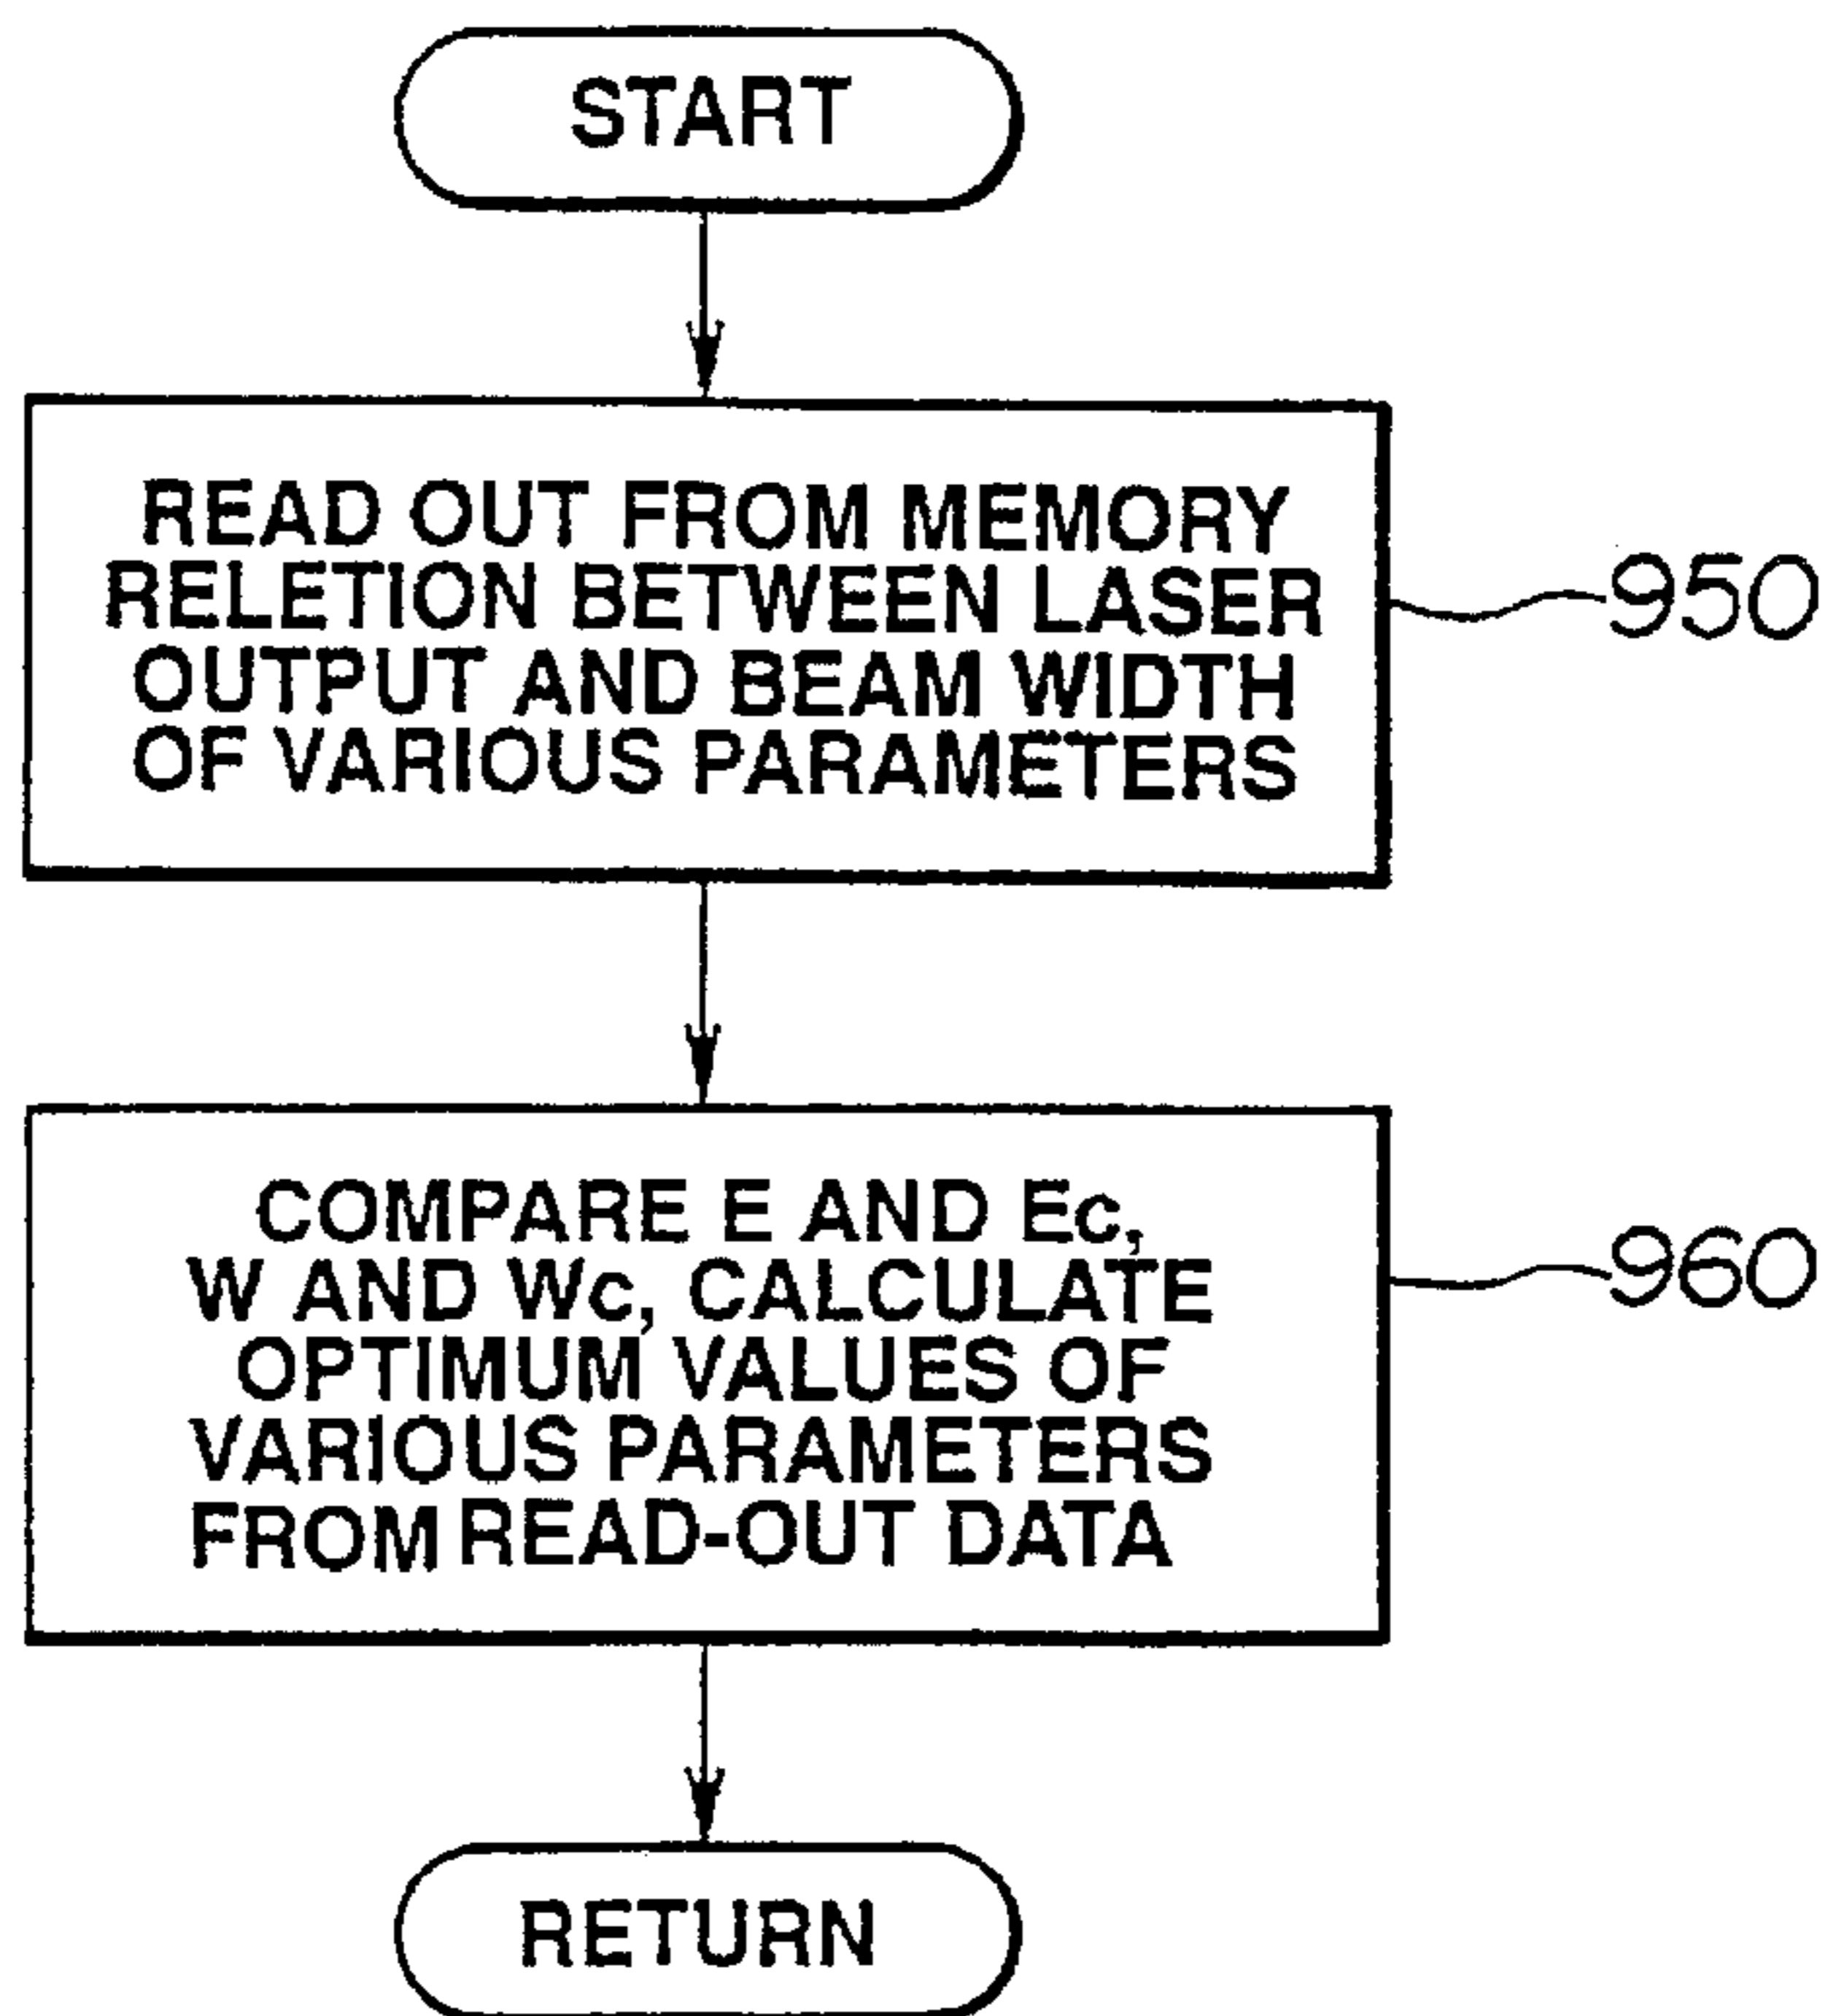 START
READ OUT FROM MEMORY
RELETION BETWEEN LASER
OUTPUT AND BEAM WIDTH
OF VARIOUS PARAMETERS
950
COMPARE E AND Ec,
W AND Wc, CALCULATE
OPTIMUM VALUES OF
VARIOUS PARAMETERS
FROM READ-OUT DATA
960
RETURN